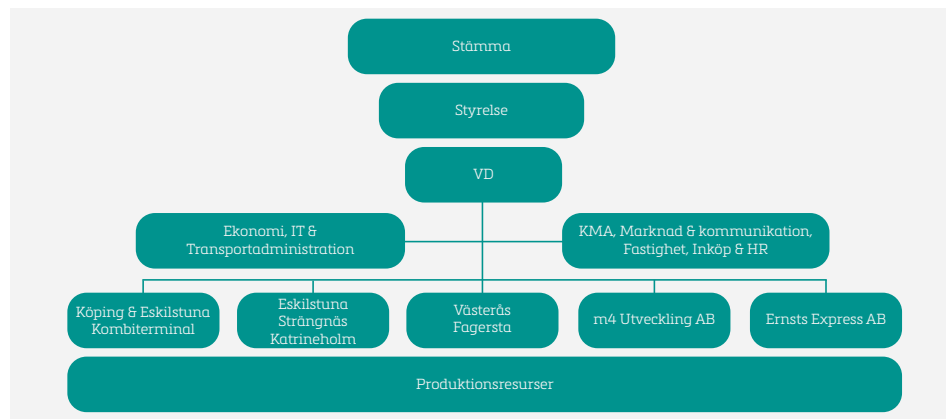 Stämma
Styrelse
VD
Ekonomi, IT &
Transportadministration
KMA, Marknad & kommunikation,
Fastighet, Inköp & HR
Köping & Eskilstuna
Kombiterminal
Eskilstuna
Strängnäs
Katrineholm
Västerås
Fagersta
m4 Utveckling AB
Ernsts Express AB
Produktionsresurser